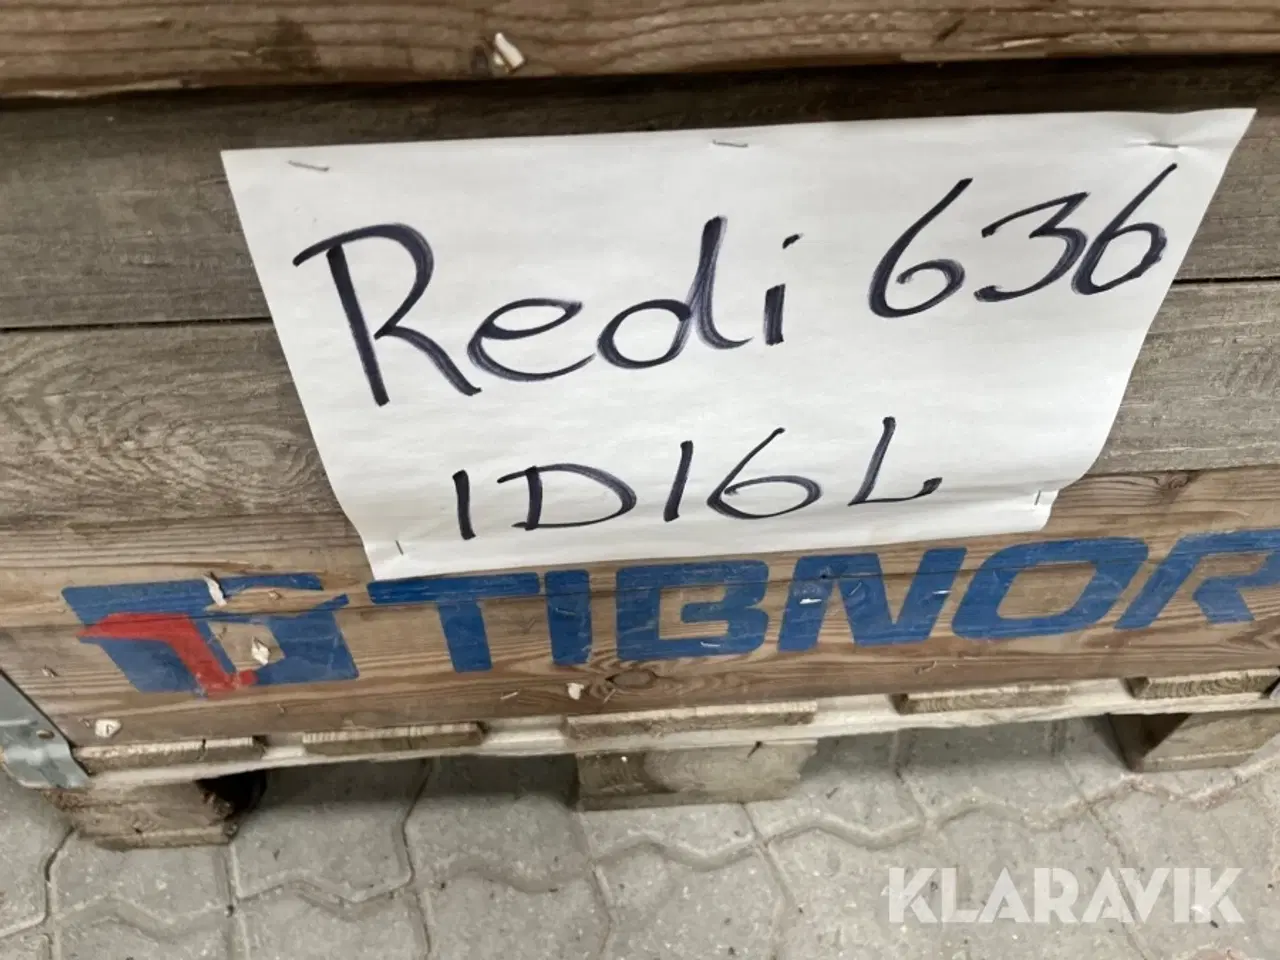 Redi 636
1D16L
TIBNOR
KLARAVIK